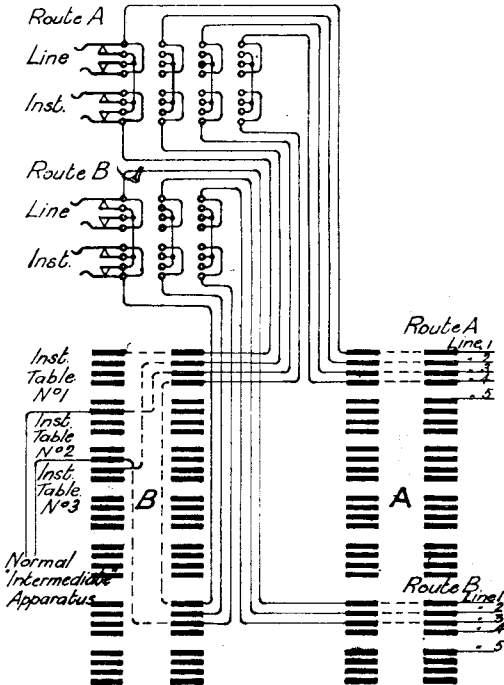 Route A
Line
Inst.
Route B
Line
Inst.
Inst.
Table
Nº1
Inst.
Table
Nº2
Inst.
Table
Nº3
Normal
"Intermediate"
Apparatus
B
A
Route A
Line 1
" 2
" 3
" 4
" 5
Route B
Line 1
" 2
" 3
" 4
" 5